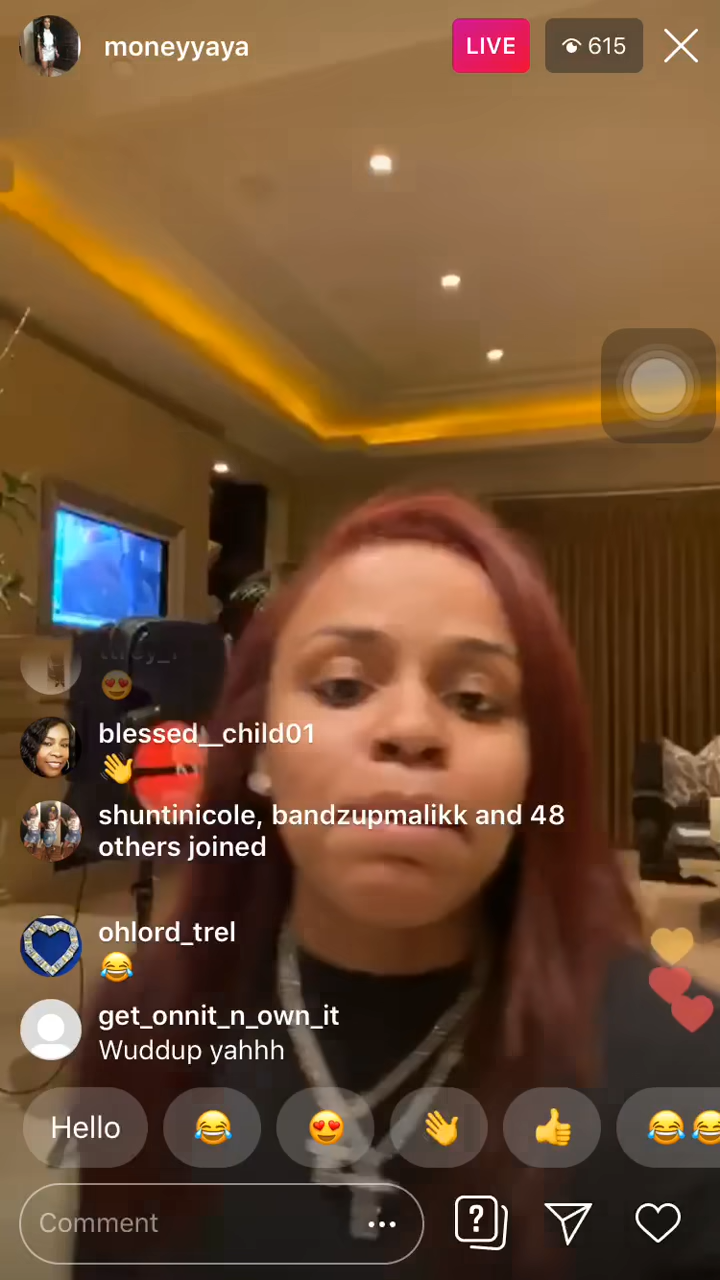 moneyyaya
LIVE
615
😍
blessed__child01
👋
shuntinicole, bandzupmalikk and 48
others joined
ohlord_trel
😂
get_onnit_n_own_it
Wuddup yahhh
Hello 😂 😍 👋 👍 😂😂
Comment